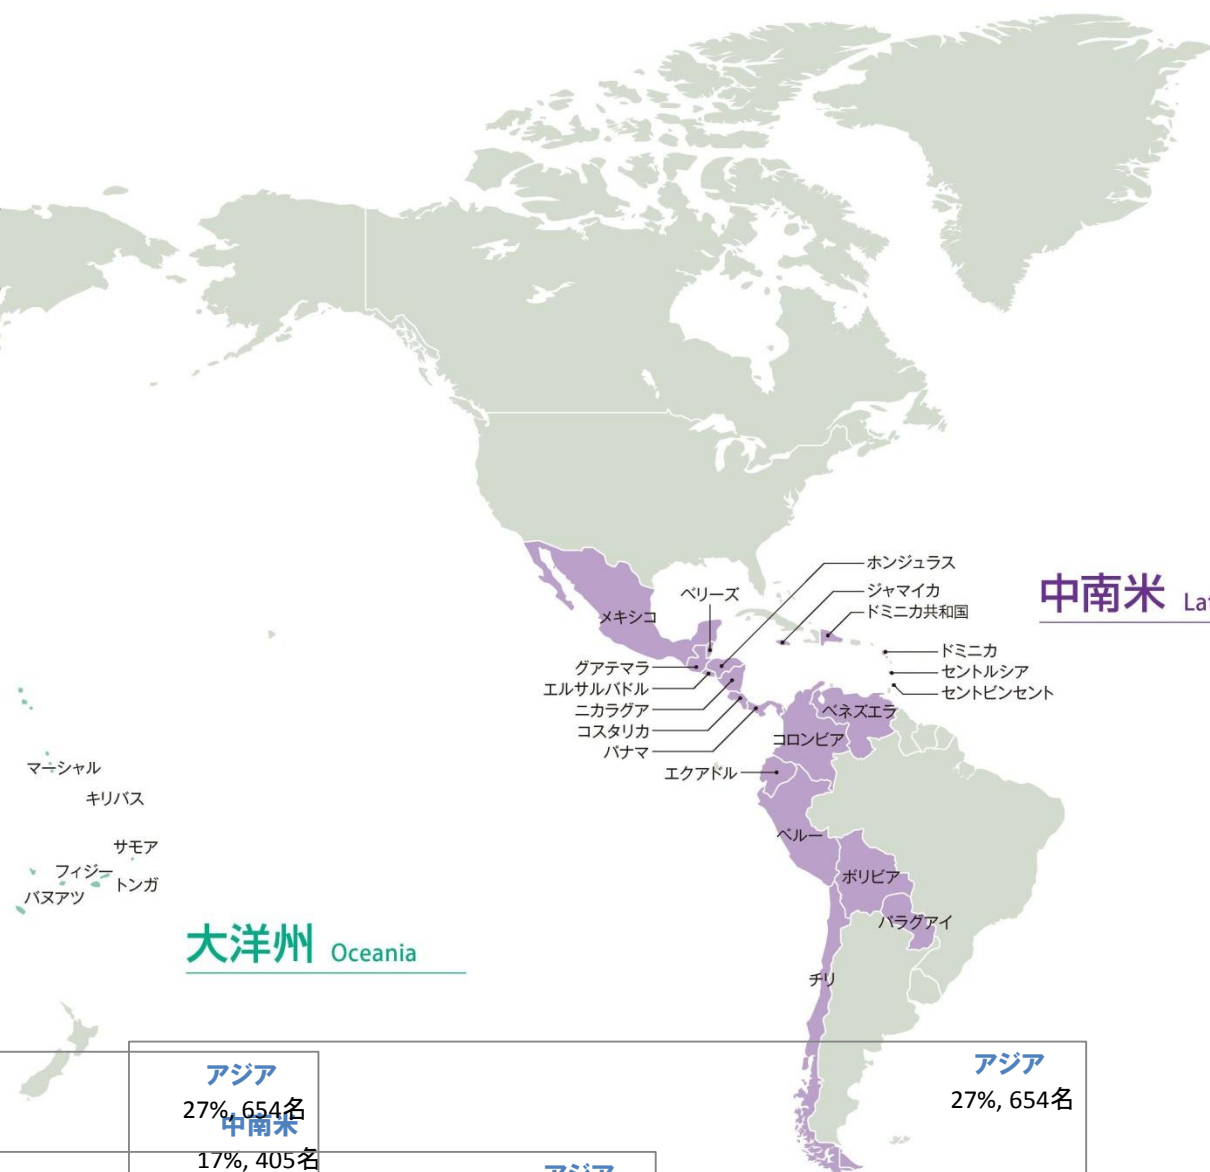 ホンジュラス
ベリーズ
ジャマイカ
ドミニカ共和国
中南米
メキシコ
ドミニカ
セントルシア
セントビンセント
グアテマラ
エルサルバドル
ニカラグア
コスタリカ
パナマ
ベネズエラ
コロンビア
エクアドル
マーシャル
キリバス
ペルー
サモア
フィジー
トンガ
バヌアツ
ボリビア
パラグアイ
大洋州 Oceania
チリ
アジア
27%, 654名
中南米
17%, 405名
アジア
27%, 654名